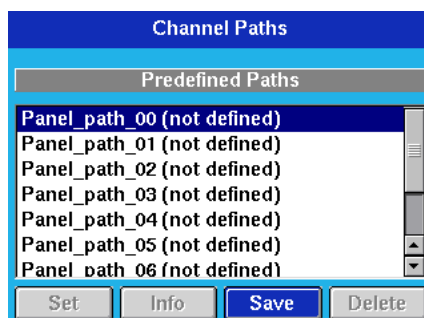 Channel Paths
Predefined Paths
Panel_path_00 (not defined)
Panel_path_01 (not defined)
Panel_path_02 (not defined)
Panel_path_03 (not defined)
Panel_path_04 (not defined)
Panel_path_05 (not defined)
Panel_path_06 (not defined)
Set Info Save Delete